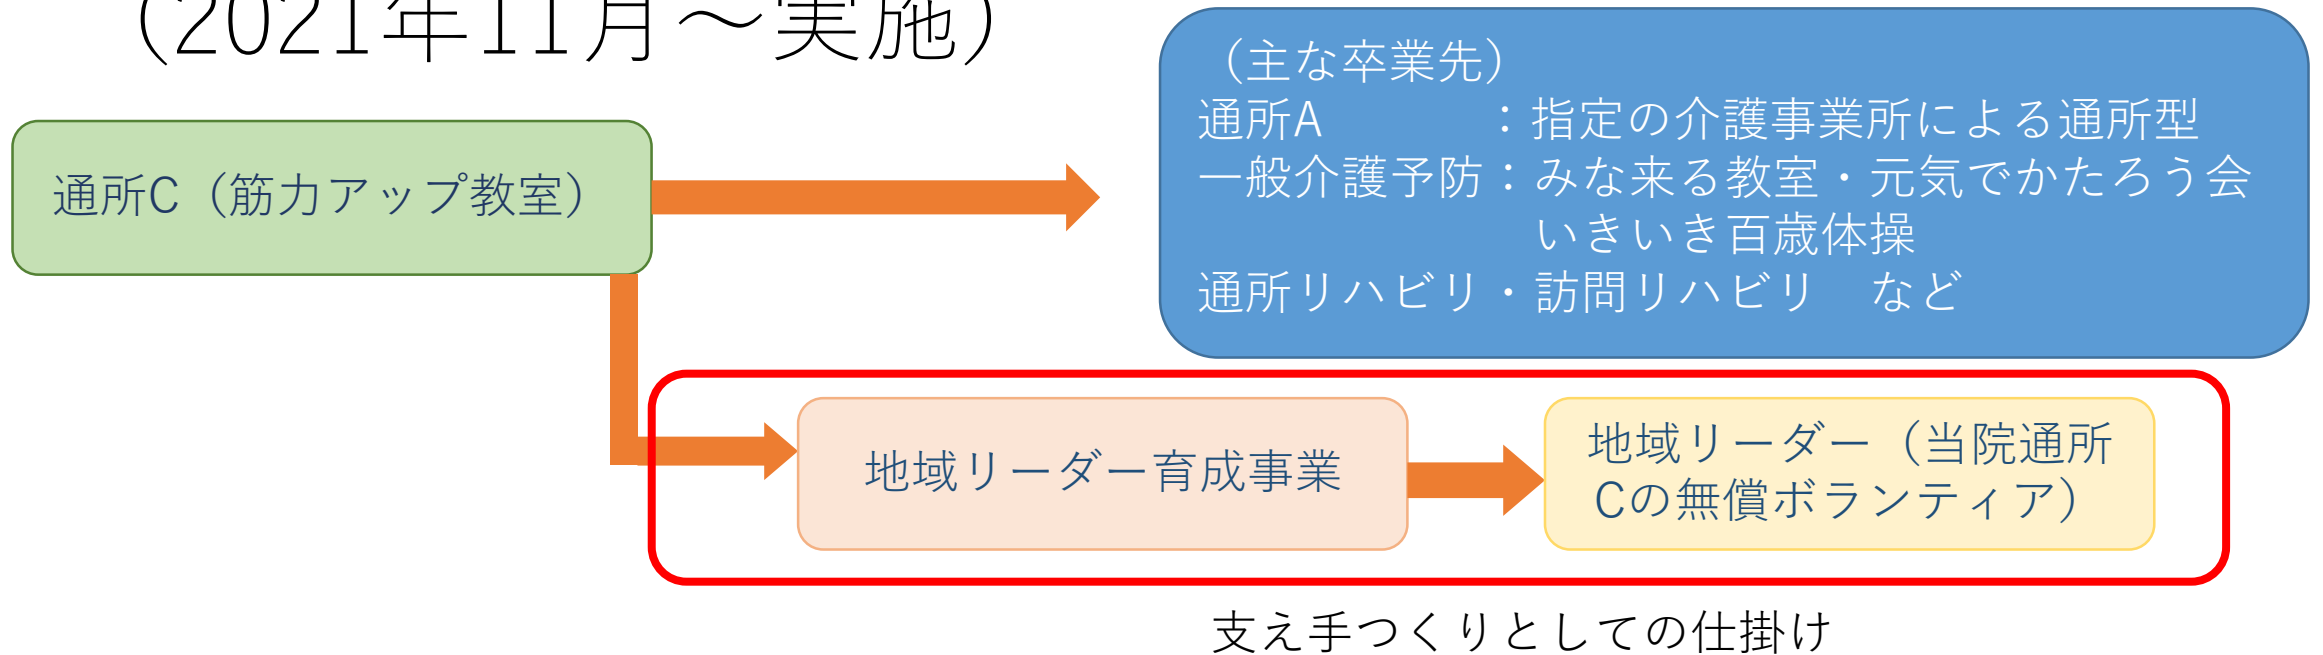 （2021年11月～実施）
（主な卒業先）
通所A　　　：指定の介護事業所による通所型
一般介護予防：みな来る教室・元気でかたろう会
いきいき百歳体操
通所リハビリ・訪問リハビリ　など
通所C（筋力アップ教室）
地域リーダー育成事業
地域リーダー（当院通所
Cの無償ボランティア）
支え手つくりとしての仕掛け